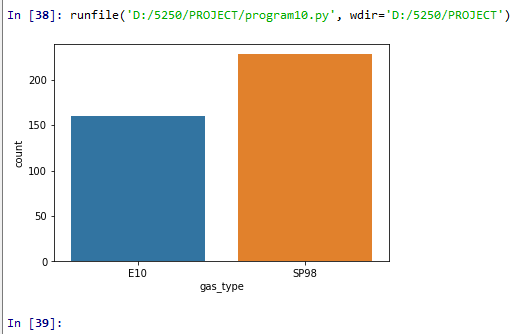 In [38]: runfile('D:/5250/PROJECT/program10.py', wdir='D:/5250/PROJECT')
200
150
100
50
0
count
E10 SP98
gas_type
In [39]: